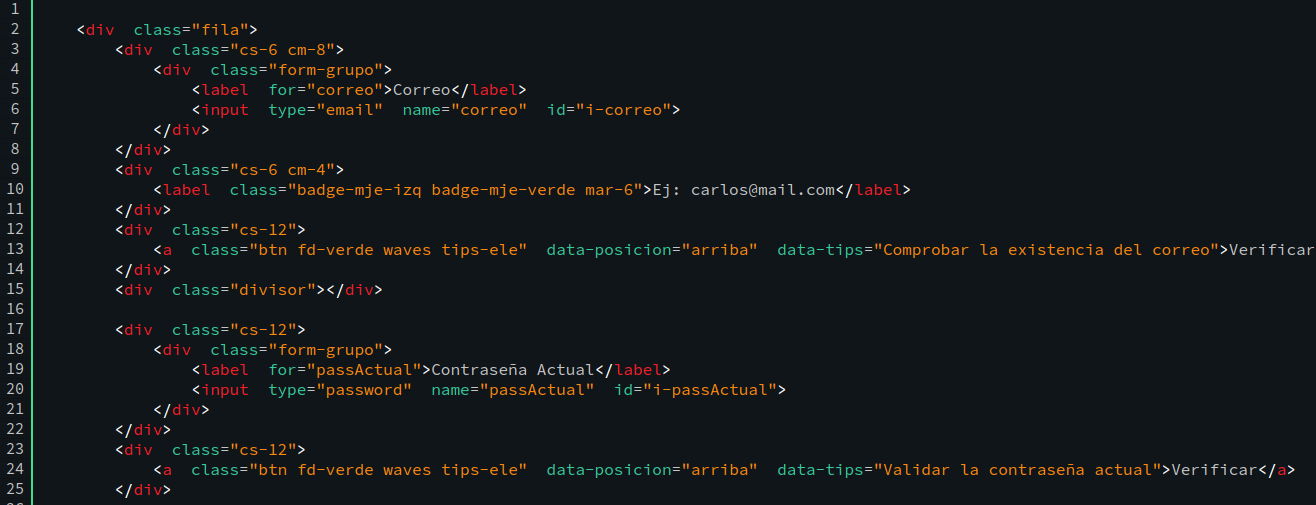 1
2 <div class="fila">
3 <div class="cs-6 cm-8">
4 <div class="form-grupo">
5 <label for="correo">Correo</label>
6 <input type="email" name="correo" id="i-correo">
7 </div>
8 </div>
9 <div class="cs-6 cm-4">
10 <label class="badge-mje-izq badge-mje-verde mar-6">Ej: carlos@mail.com</label>
11 </div>
12 <div class="cs-12">
13 <a class="btn fd-verde waves tips-ele" data-posicion="arriba" data-tips="Comprobar la existencia del correo">Verificar
14 </div>
15 <div class="divisor"></div>
16
17 <div class="cs-12">
18 <div class="form-grupo">
19 <label for="passActual">Contraseña Actual</label>
20 <input type="password" name="passActual" id="i-passActual">
21 </div>
22 </div>
23 <div class="cs-12">
24 <a class="btn fd-verde waves tips-ele" data-posicion="arriba" data-tips="Validar la contraseña actual">Verificar</a>
25 </div>